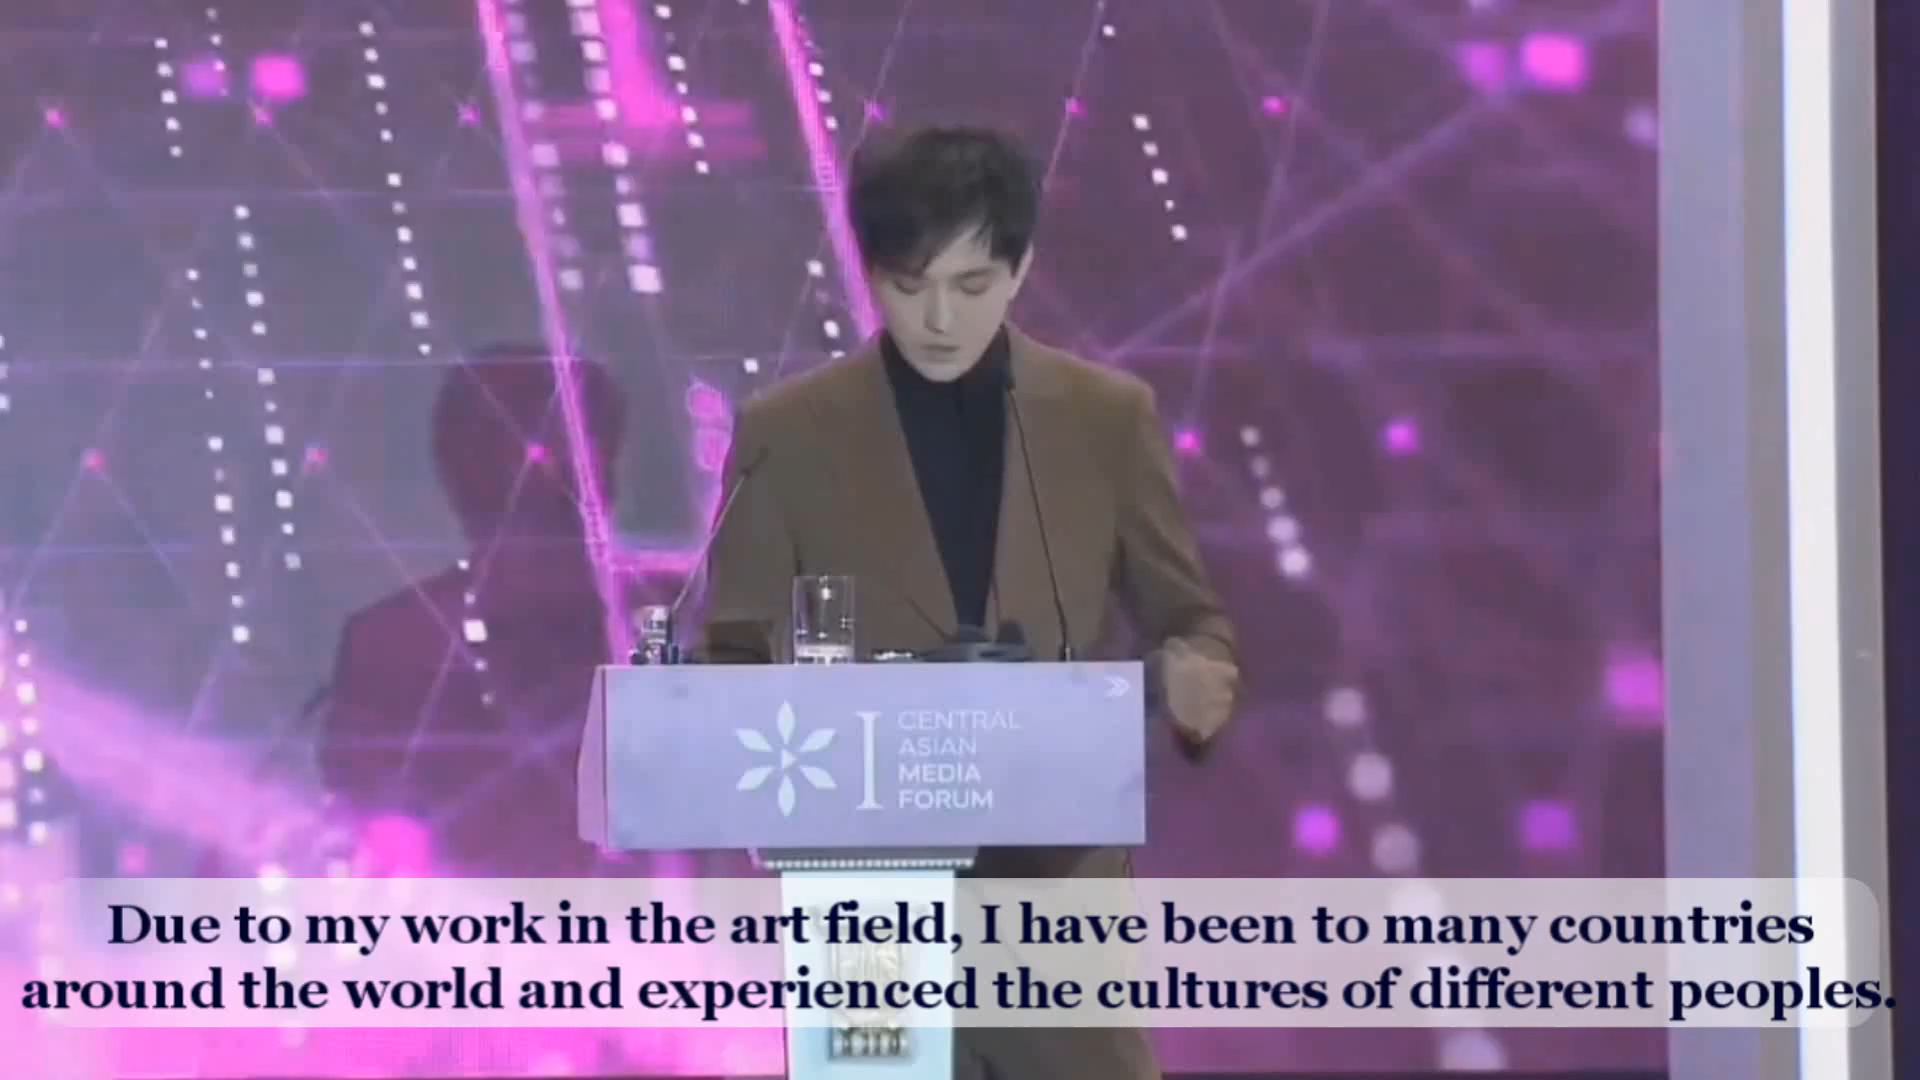 I
CENTRAL
ASIAN
MEDIA
FORUM
Due to my work in the art field, I have been to many countries
around the world and experienced the cultures of different peoples.